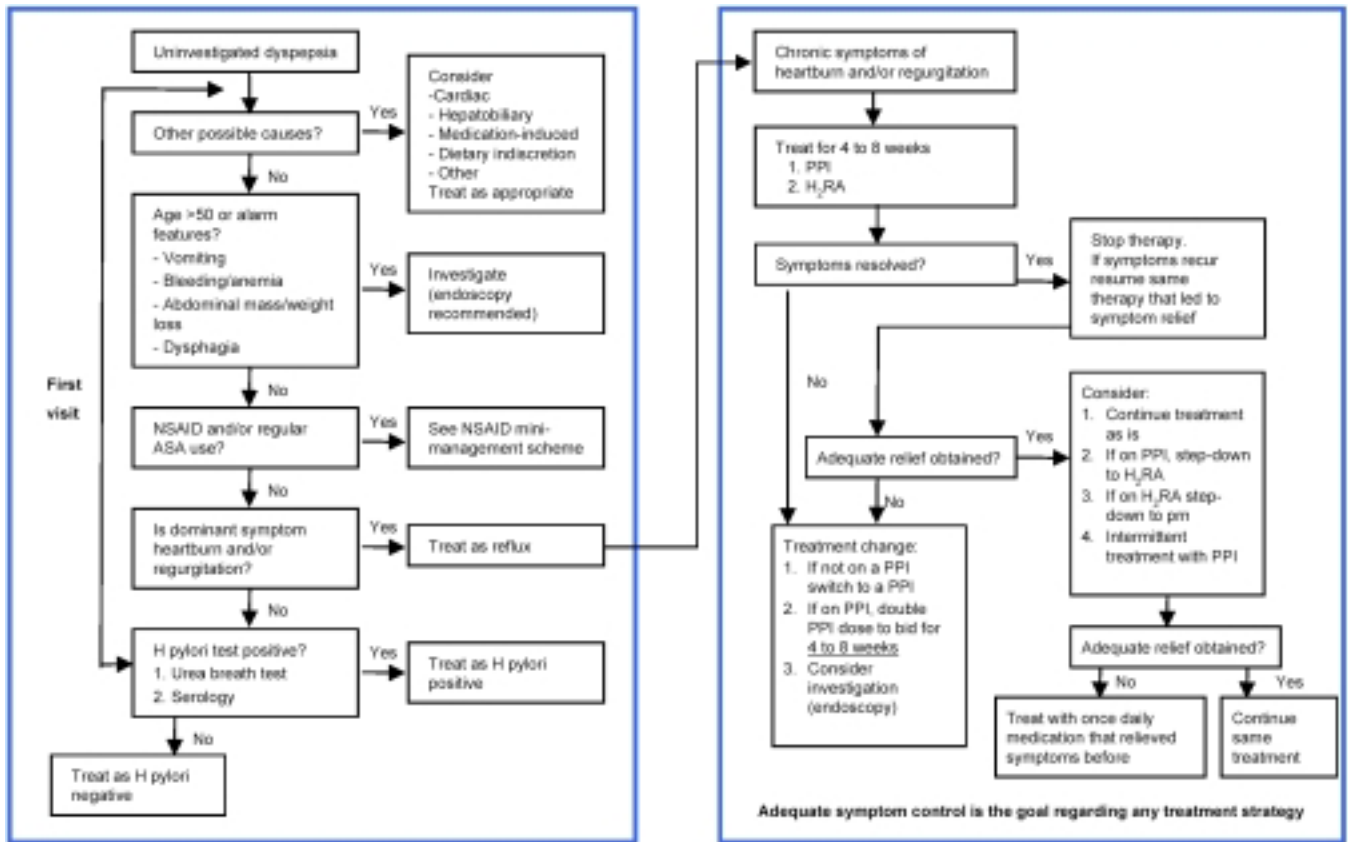 Uninvestigated dyspepsia
Other possible causes?
Yes
Consider
-Cardiac
- Hepatobiliary
- Medication-induced
- Dietary indiscretion
- Other
Treat as appropriate
No
Age >50 or alarm
features?
- Vomiting
- Bleeding/anemia
- Abdominal mass/weight
loss
- Dysphagia
Yes
Investigate
(endoscopy
recommended)
No
First
visit
NSAID and/or regular
ASA use?
Yes
See NSAID mini-
management scheme
No
Is dominant symptom
heartburn and/or
regurgitation?
Yes
Treat as reflux
No
H pylori test positive?
1. Urea breath test
2. Serology
Yes
Treat as H pylori
positive
No
Treat as H pylori
negative
Chronic symptoms of
heartburn and/or regurgitation
Treat for 4 to 8 weeks
1. PPI
2. H₂RA
Symptoms resolved?
Yes
Stop therapy.
If symptoms recur
resume same
therapy that led to
symptom relief
No
Adequate relief obtained?
Yes
Consider:
1. Continue treatment
as is
2. If on PPI, step-down
to H₂RA
3. If on H₂RA step-
down to prn
4. Intermittent
treatment with PPI
No
Treatment change:
1. If not on a PPI
switch to a PPI
2. If on PPI, double
PPI dose to bid for
4 to 8 weeks
3. Consider
investigation
(endoscopy)
Adequate relief obtained?
No
Yes
Treat with once daily
medication that relieved
symptoms before
Continue
same
treatment
Adequate symptom control is the goal regarding any treatment strategy